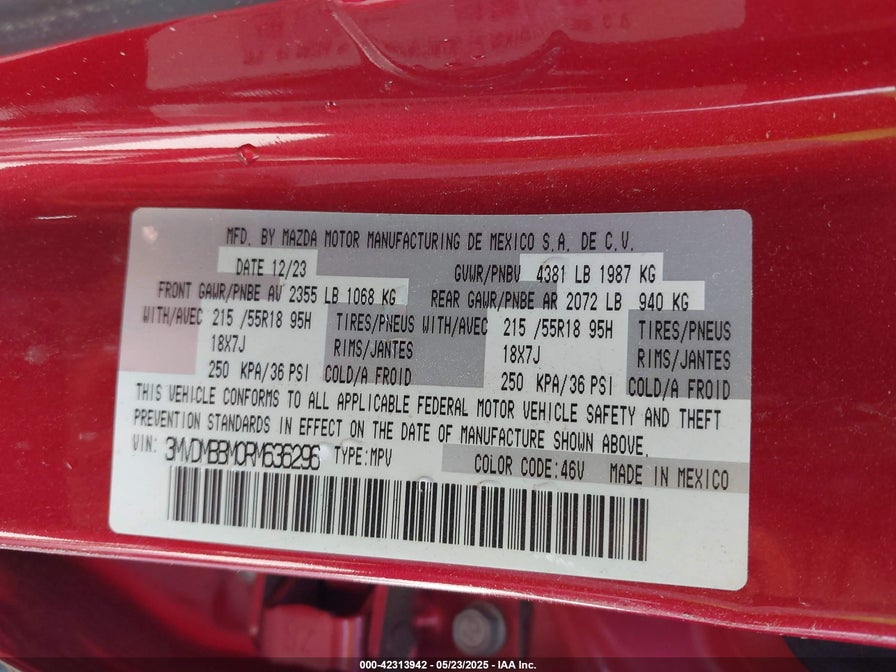 MFD. BY MAZDA MOTOR MANUFACTURING DE MEXICO S.A. DE C.V.
DATE 12/23 GVWR/PNBV 4381 LB 1987 KG
FRONT GAWR/PNBE AV 2355 LB 1068 KG REAR GAWR/PNBE AR 2072 LB 940 KG
WITH/AVEC 215 /55R18 95H TIRES/PNEUS WITH/AVEC 215 /55R18 95H TIRES/PNEUS
18X7J RIMS/JANTES 18X7J RIMS/JANTES
250 KPA/36 PSI COLD/A FROID 250 KPA/36 PSI COLD/A FROID
THIS VEHICLE CONFORMS TO ALL APPLICABLE FEDERAL MOTOR VEHICLE SAFETY AND THEFT
PREVENTION STANDARDS IN EFFECT ON THE DATE OF MANUFACTURE SHOWN ABOVE.
VIN: 3MVDMBBM0RM636296 TYPE:MPV COLOR CODE:46V MADE IN MEXICO
000-42313942 - 05/23/2025 - IAA Inc.